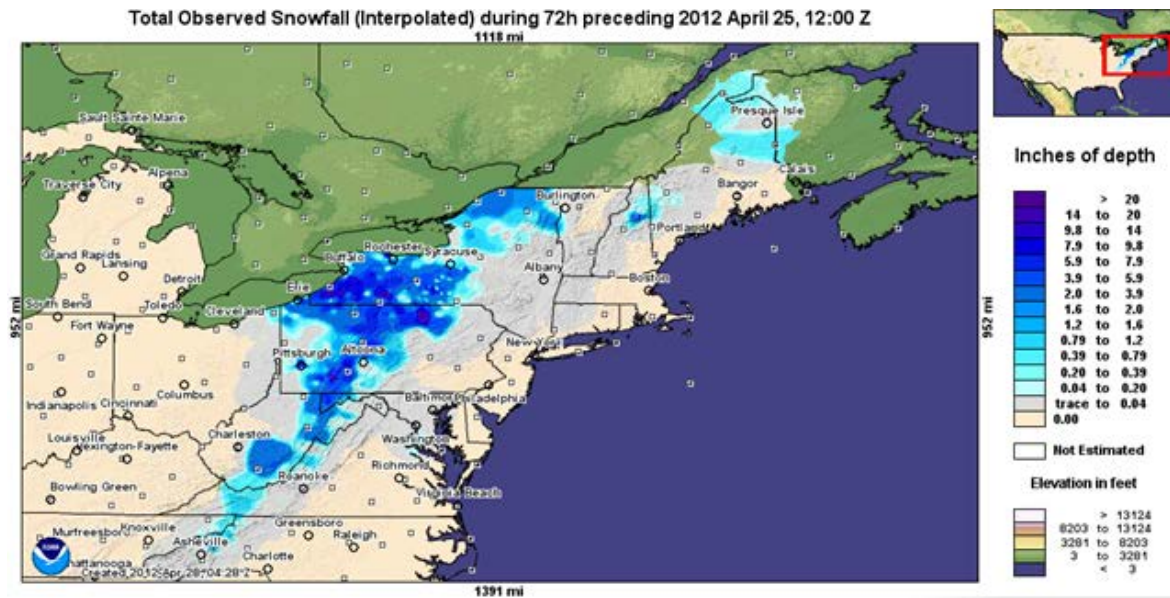 Total Observed Snowfall (Interpolated) during 72h preceding 2012 April 25, 12:00 Z
1118 mi
Sault Sainte Marie
Presque Isle
Traverse City
Alpena
Calais
Burlington
Bangor
Grand Rapids
Lansing
Rochester
Portland
Buffalo
Syracuse
Detroit
Albany
Boston
Erie
South Bend
Toledo
Cleveland
952 mi
952 mi
Fort Wayne
New York
Pittsburgh
Altoona
Columbus
Philadelphia
Indianapolis
Cincinnati
Baltimore
Charleston
Washington
Louisville
Lexington-Fayette
Richmond
Roanoke
Bowling Green
Virginia Beach
Greensboro
Murfreesboro
Knoxville
Raleigh
Asheville
Charlotte
Chattanooga
Created 2012 Apr 28, 04:28 Z
1391 mi
Inches of depth
> 20
14 to 20
9.8 to 14
7.9 to 9.8
5.9 to 7.9
3.9 to 5.9
2.0 to 3.9
1.6 to 2.0
1.2 to 1.6
0.79 to 1.2
0.39 to 0.79
0.20 to 0.39
0.04 to 0.20
trace to 0.04
0.00
Not Estimated
Elevation in feet
> 13124
8203 to 13124
3281 to 8203
3 to 3281
< 3